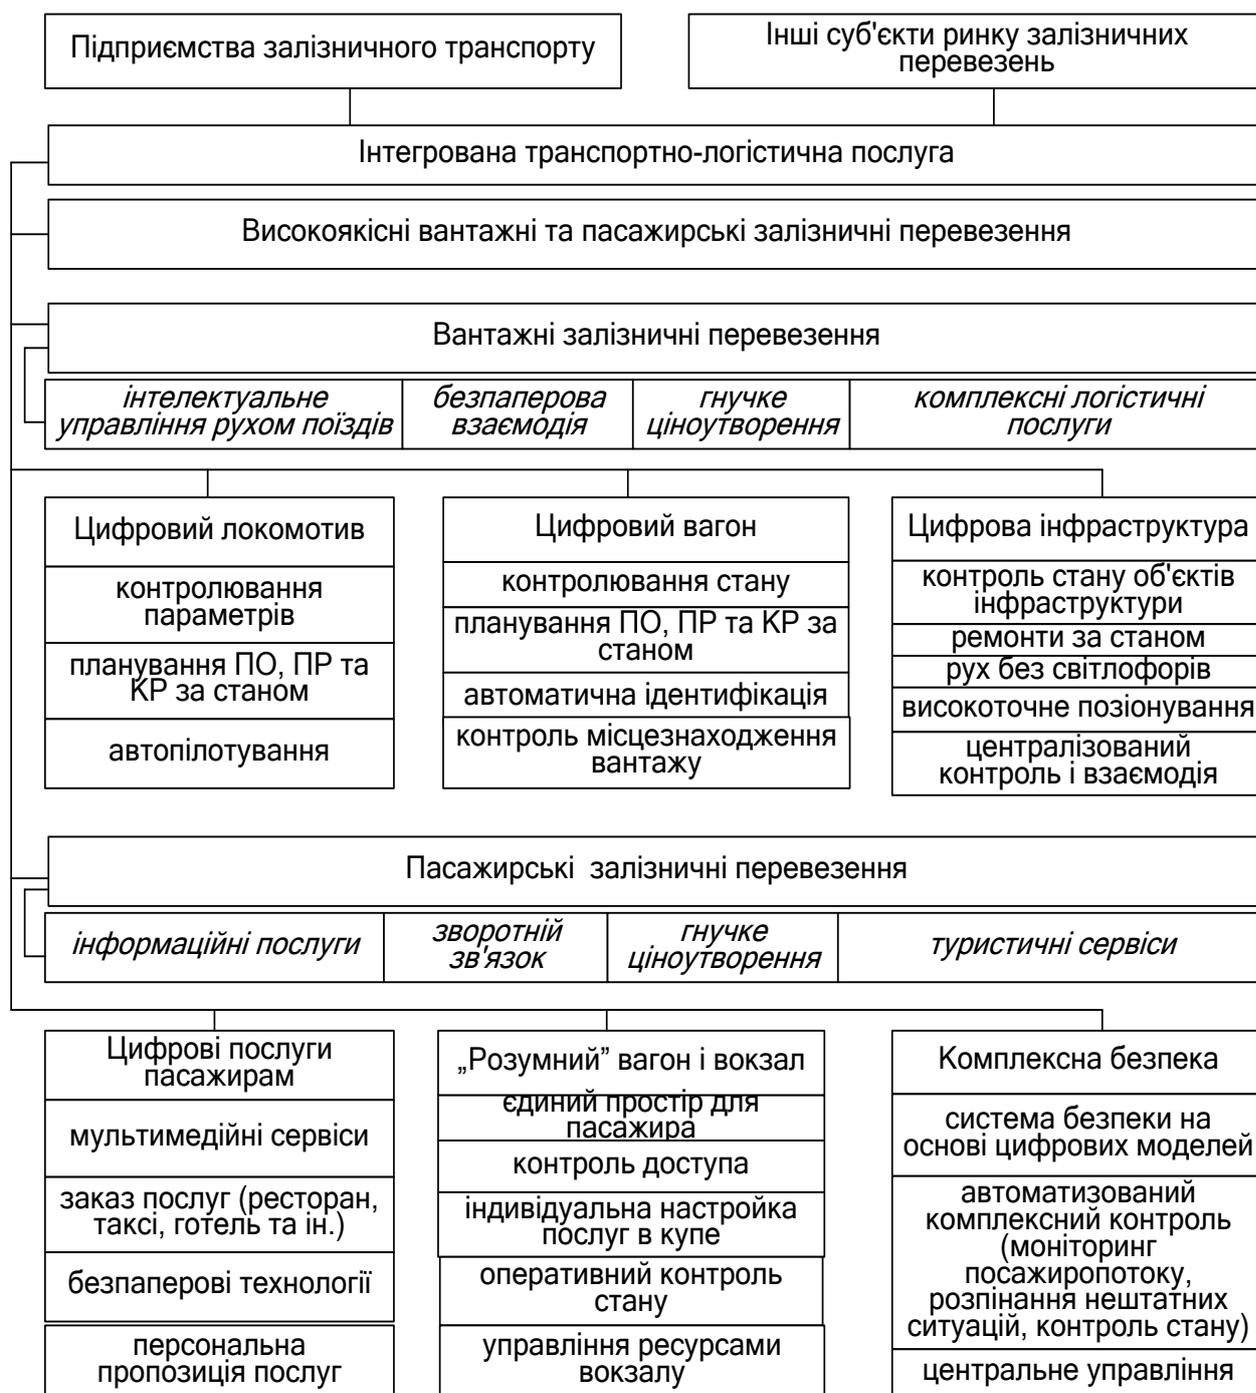 Підприємства залізничного транспорту
Інші суб'єкти ринку залізничних
перевезень
Інтегрована транспортно-логістична послуга
Високоякісні вантажні та пасажирські залізничні перевезення
Вантажні залізничні перевезення
інтелектуальне
управління рухом поїздів
безпаперова
взаємодія
гнучке
ціноутворення
комплексні логістичні
послуги
Цифровий локомотив
контролювання
параметрів
планування ПО, ПР та
КР за станом
автопілотування
Цифровий вагон
контролювання стану
планування ПО, ПР та КР за
станом
автоматична ідентифікація
контроль місцезнаходження
вантажу
Цифрова інфраструктура
контроль стану об'єктів
інфраструктури
ремонти за станом
рух без світлофорів
високоточне позіонування
централізований
контроль і взаємодія
Пасажирські залізничні перевезення
інформаційні послуги
зворотній
зв'язок
гнучке
ціноутворення
туристичні сервіси
Цифрові послуги
пасажирам
мультимедійні сервіси
заказ послуг (ресторан,
таксі, готель та ін.)
безпаперові технології
персональна
пропозиція послуг
„Розумний” вагон і вокзал
єдиний простір для
пасажира
контроль доступа
індивідуальна настройка
послуг в купе
оперативний контроль
стану
управління ресурсами
вокзалу
Комплексна безпека
система безпеки на
основі цифрових моделей
автоматизований
комплексний контроль
(моніторинг
посажиропотоку,
розпінання нештатних
ситуацій, контроль стану)
центральне управління